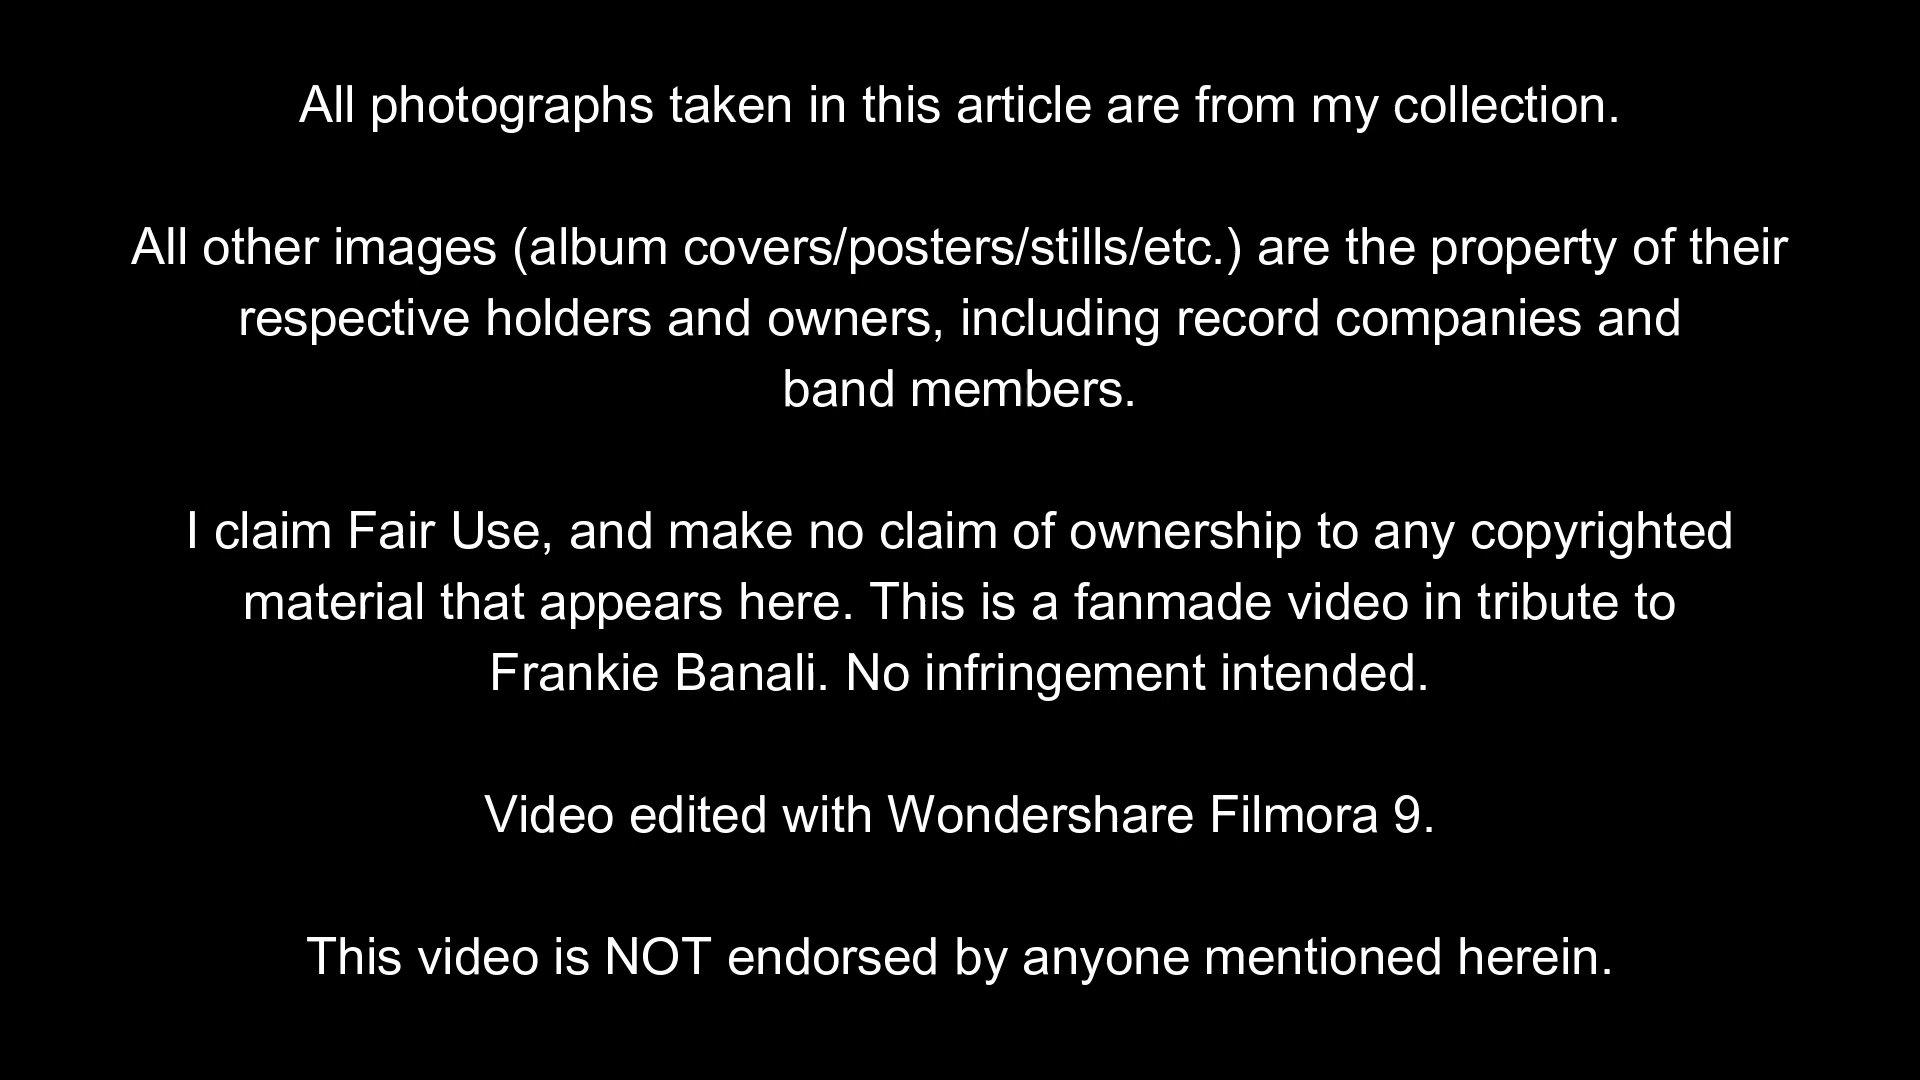 All photographs taken in this article are from my collection.
All other images (album covers/posters/stills/etc.) are the property of their
respective holders and owners, including record companies and
band members.
I claim Fair Use, and make no claim of ownership to any copyrighted
material that appears here. This is a fanmade video in tribute to
Frankie Banali. No infringement intended.
Video edited with Wondershare Filmora 9.
This video is NOT endorsed by anyone mentioned herein.